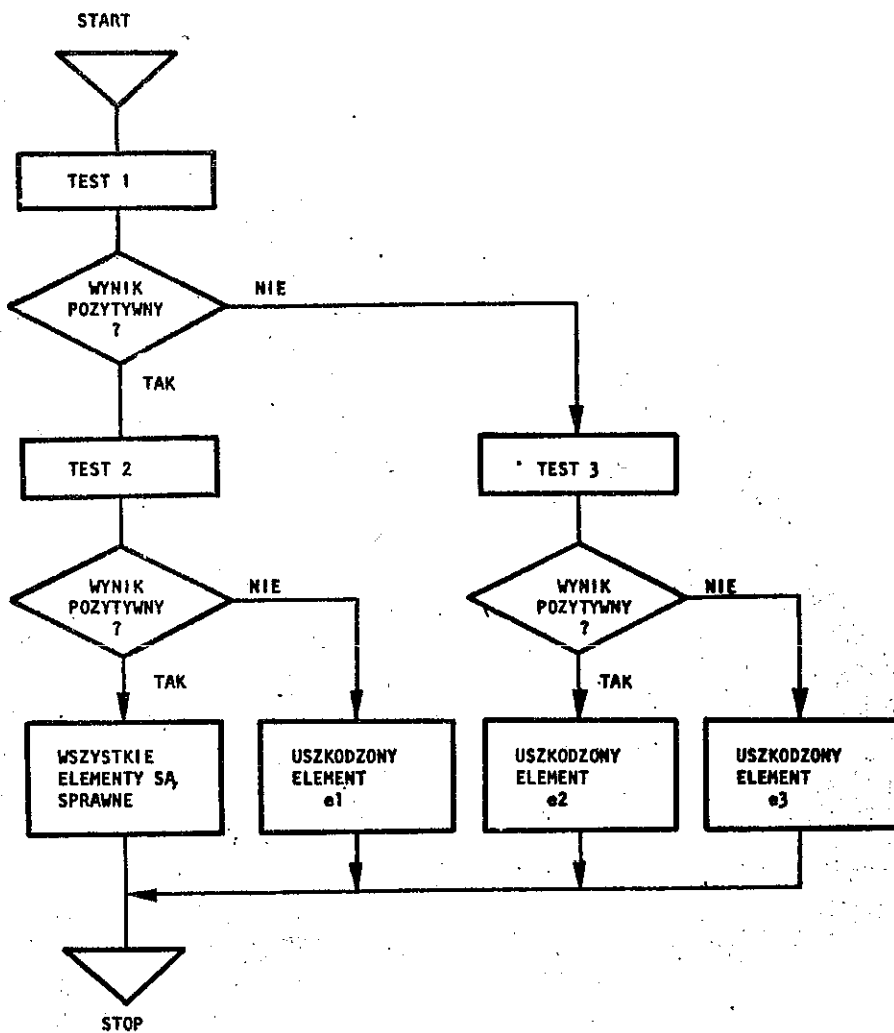 START
TEST 1
WYNIK
POZYTYWNY
?
NIE
TAK
TEST 2
TEST 3
WYNIK
POZYTYWNY
?
NIE
WYNIK
POZYTYWNY
?
NIE
TAK
TAK
WSZYSTKIE
ELEMENTY SĄ
SPRAWNE
USZKODZONY
ELEMENT
e1
USZKODZONY
ELEMENT
e2
USZKODZONY
ELEMENT
e3
STOP